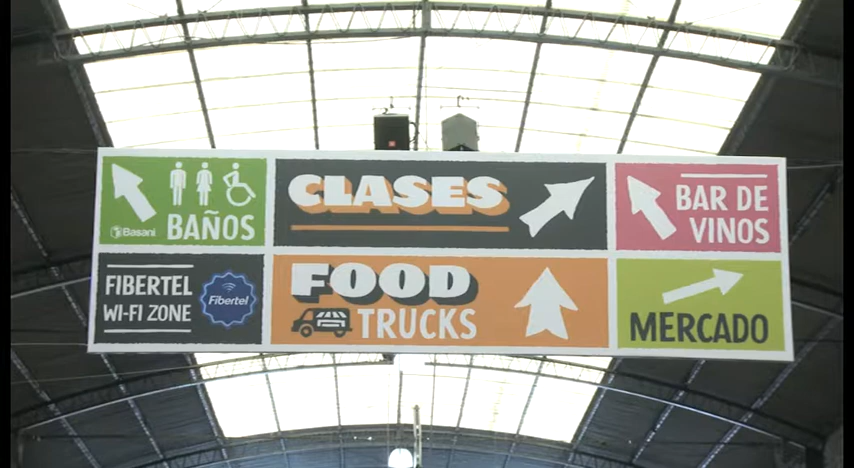 Basani
BAÑOS
CLASES
BAR DE
VINOS
FIBERTEL
WI-FI ZONE
Fibertel
FOOD
TRUCKS
MERCADO